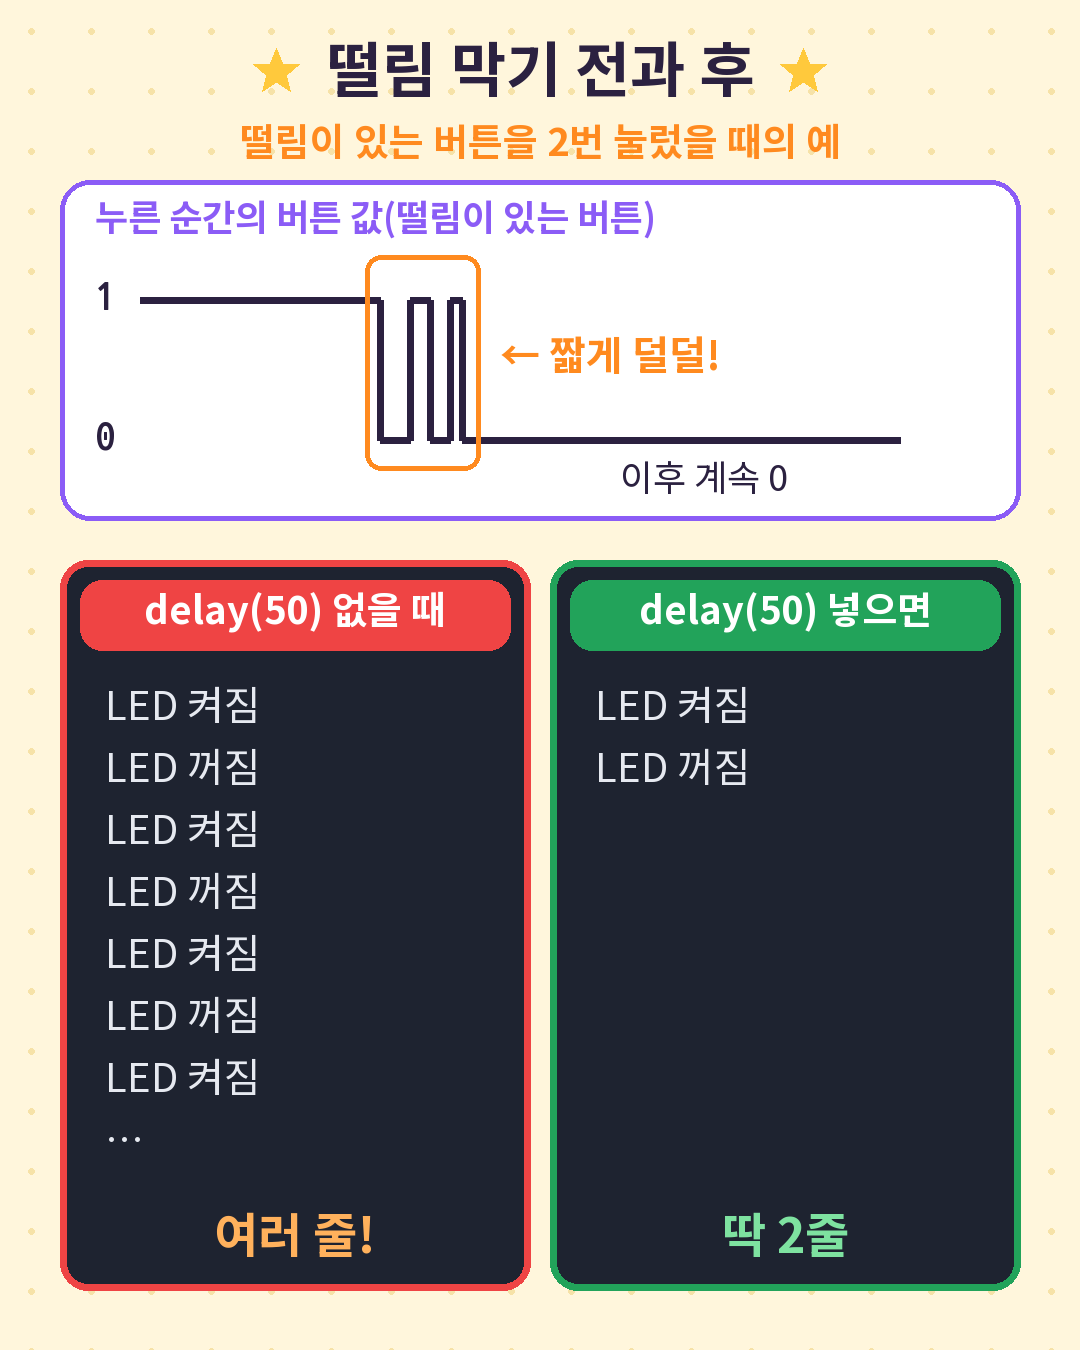 떨림 막기 전과 후
떨림이 있는 버튼을 2번 눌렀을 때의 예
누른 순간의 버튼 값(떨림이 있는 버튼)
1
← 짧게 덜덜!
0
이후 계속 0
delay(50) 없을 때
LED 켜짐
LED 꺼짐
LED 켜짐
LED 꺼짐
LED 켜짐
LED 꺼짐
LED 켜짐
...
여러 줄!
delay(50) 넣으면
LED 켜짐
LED 꺼짐
딱 2줄